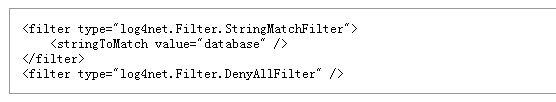 <filter type="log4net.Filter.StringMatchFilter">
    <stringToMatch value="database" />
</filter>
<filter type="log4net.Filter.DenyAllFilter" />